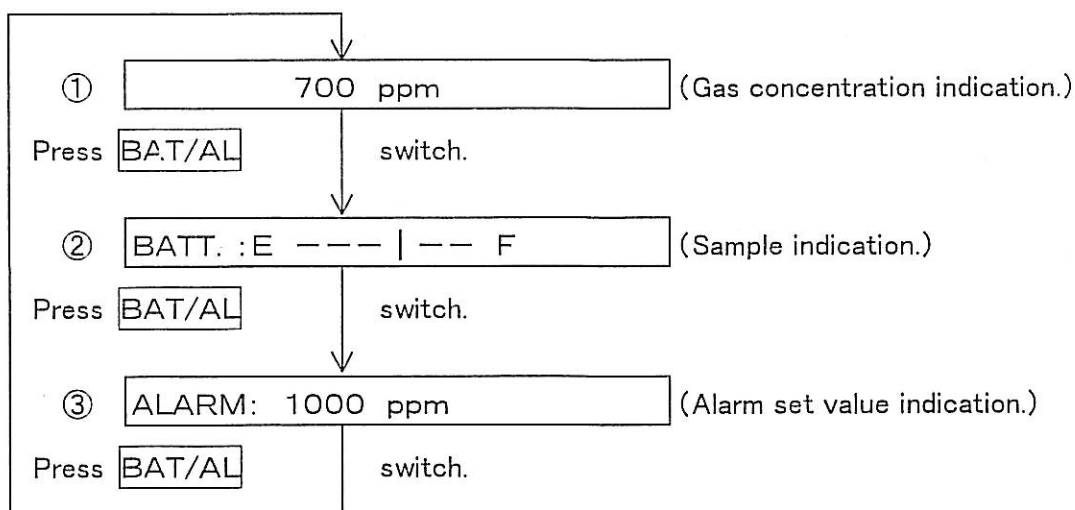 ① 700 ppm (Gas concentration indication.)
Press BAT/AL switch.
② BATT. :E ---|-- F (Sample indication.)
Press BAT/AL switch.
③ ALARM: 1000 ppm (Alarm set value indication.)
Press BAT/AL switch.